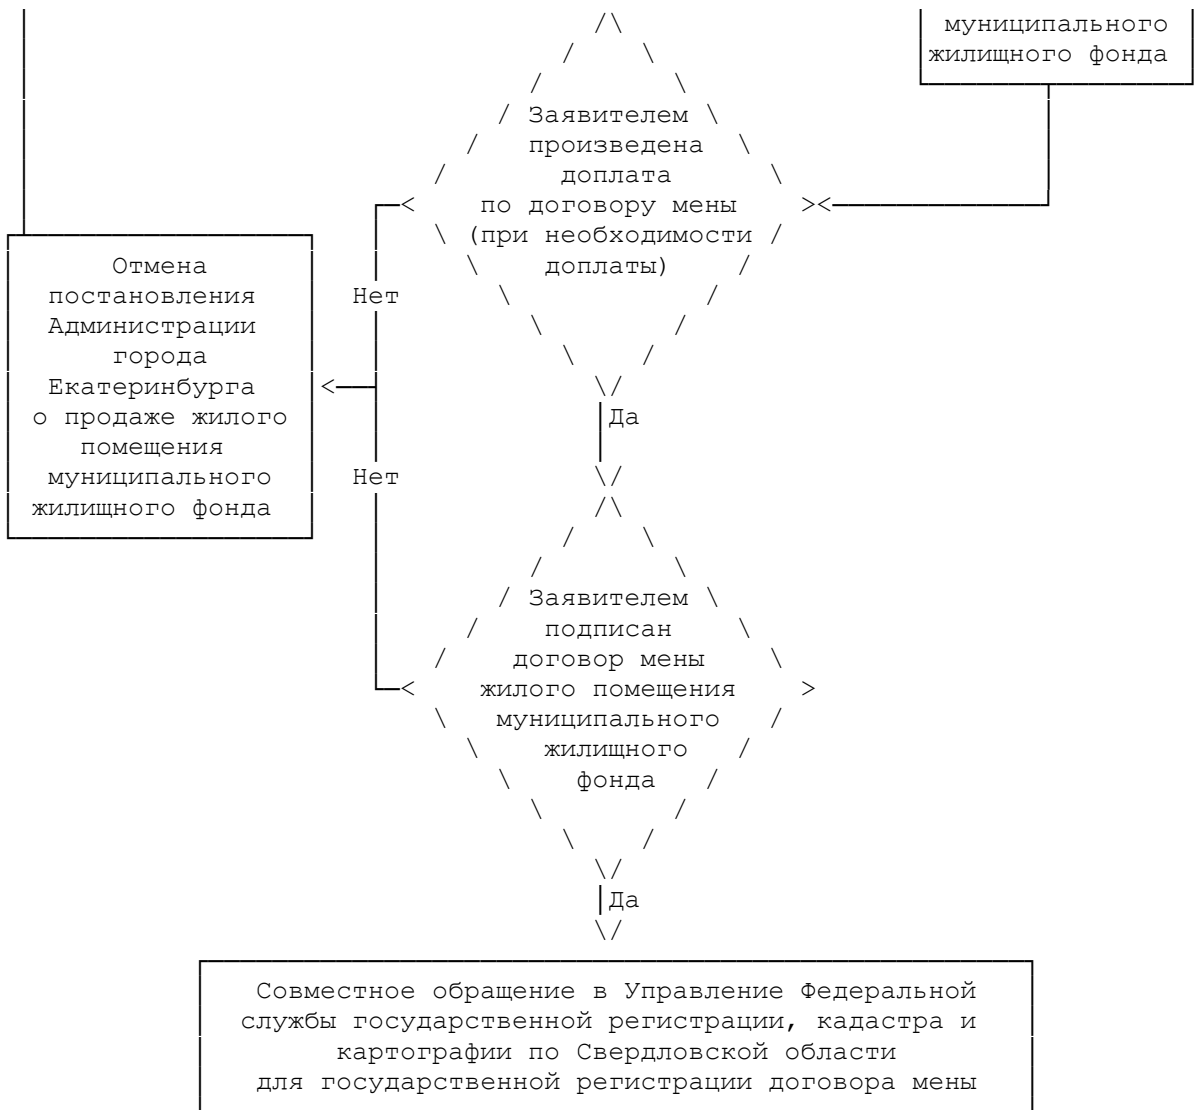 муниципального
жилищного фонда
Заявителем
произведена
доплата
по договору мены
(при необходимости
доплаты)
Отмена
постановления
Администрации
города
Екатеринбурга
о продаже жилого
помещения
муниципального
жилищного фонда
Нет
Да
Нет
Заявителем
подписан
договор мены
жилого помещения
муниципального
жилищного
фонда
Да
Совместное обращение в Управление Федеральной
службы государственной регистрации, кадастра и
картографии по Свердловской области
для государственной регистрации договора мены